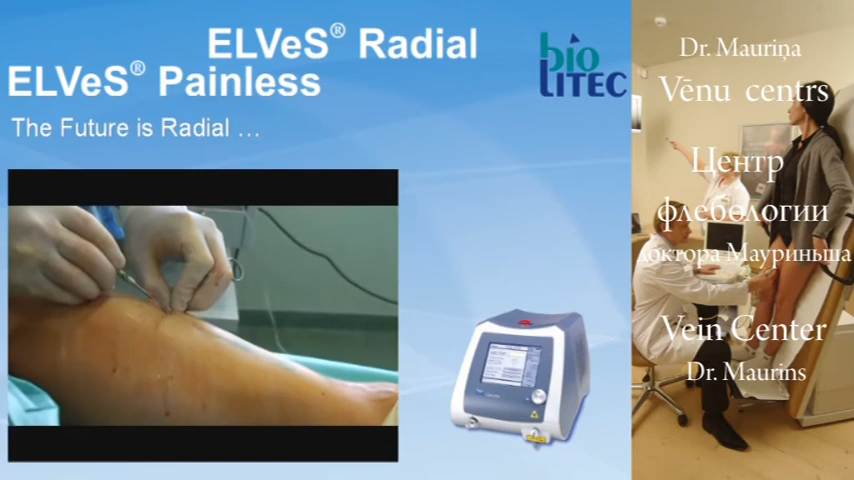 ELVeS® Radial
ELVeS® Painless
The Future is Radial ...
bio
LITEC
Dr. Mauriņa
Vēnu centrs
Центр
флебологии
доктора Мауриньша
Vein Center
Dr. Maurins